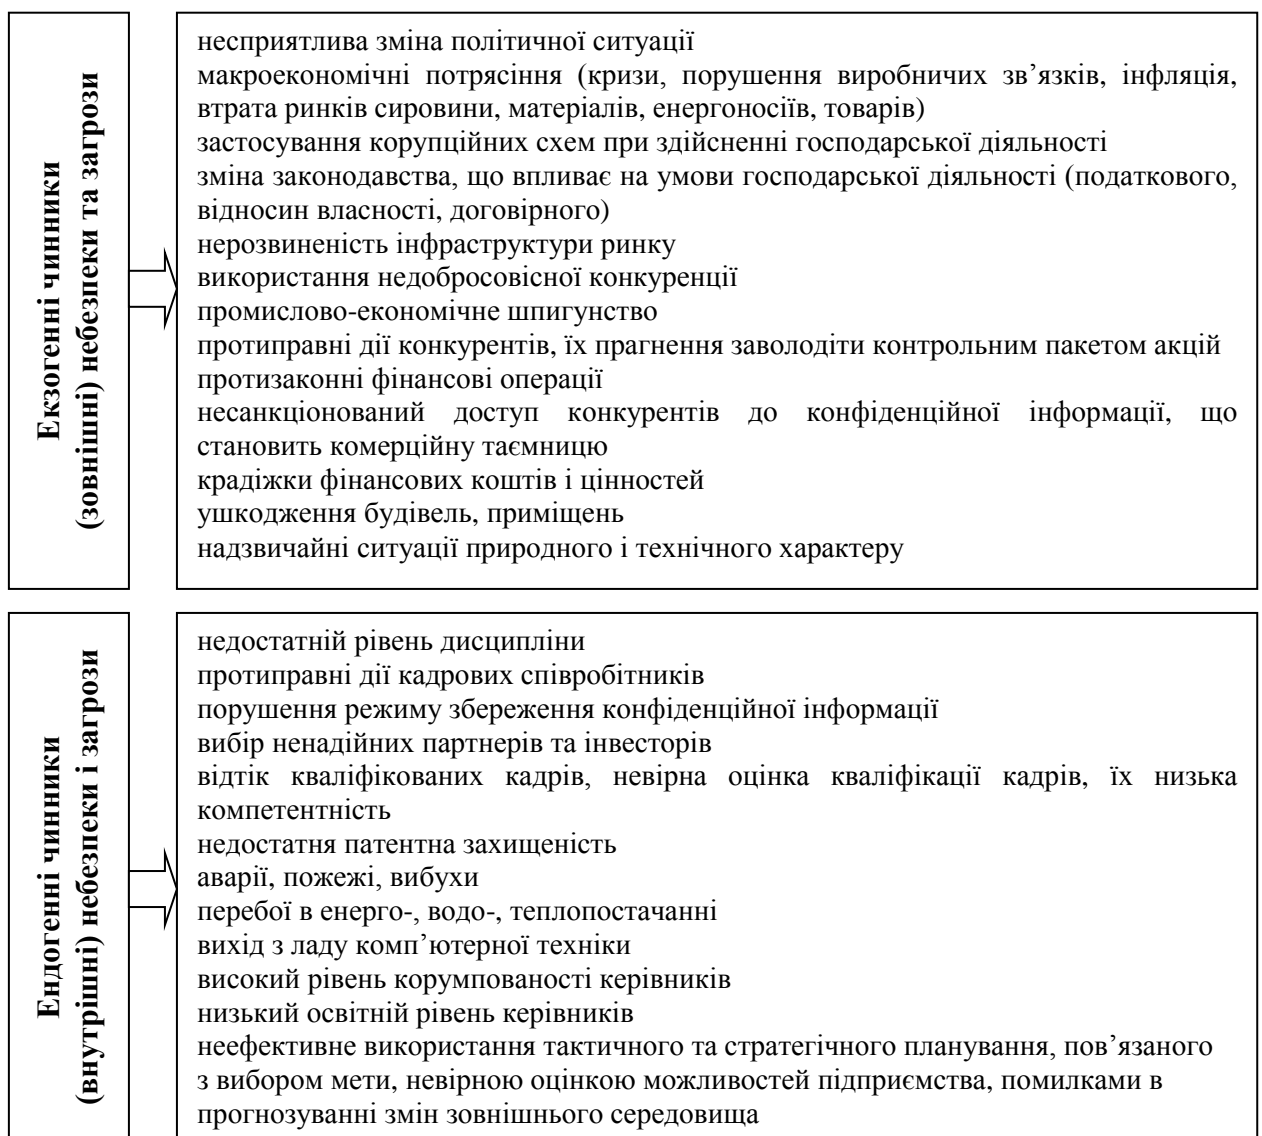 Екзогенні чинники
(зовнішні) небезпеки та загрози
несприятлива зміна політичної ситуації
макроекономічні потрясіння (кризи, порушення виробничих зв’язків, інфляція,
втрата ринків сировини, матеріалів, енергоносіїв, товарів)
застосування корупційних схем при здійсненні господарської діяльності
зміна законодавства, що впливає на умови господарської діяльності (податкового,
відносин власності, договірного)
нерозвиненість інфраструктури ринку
використання недобросовісної конкуренції
промислово-економічне шпигунство
протиправні дії конкурентів, їх прагнення заволодіти контрольним пакетом акцій
протизаконні фінансові операції
несанкціонований доступ конкурентів до конфіденційної інформації, що
становить комерційну таємницю
крадіжки фінансових коштів і цінностей
ушкодження будівель, приміщень
надзвичайні ситуації природного і технічного характеру
Ендогенні чинники
(внутрішні) небезпеки і загрози
недостатній рівень дисципліни
протиправні дії кадрових співробітників
порушення режиму збереження конфіденційної інформації
вибір ненадійних партнерів та інвесторів
відтік кваліфікованих кадрів, невірна оцінка кваліфікації кадрів, їх низька
компетентність
недостатня патентна захищеність
аварії, пожежі, вибухи
перебої в енерго-, водо-, теплопостачанні
вихід з ладу комп’ютерної техніки
високий рівень корумпованості керівників
низький освітній рівень керівників
неефективне використання тактичного та стратегічного планування, пов’язаного
з вибором мети, невірною оцінкою можливостей підприємства, помилками в
прогнозуванні змін зовнішнього середовища